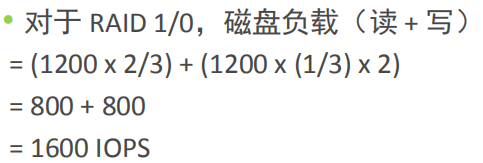 • 对于 RAID 1/0，磁盘负载（读 + 写）
= (1200 x 2/3) + (1200 x (1/3) x 2)
= 800 + 800
= 1600 IOPS